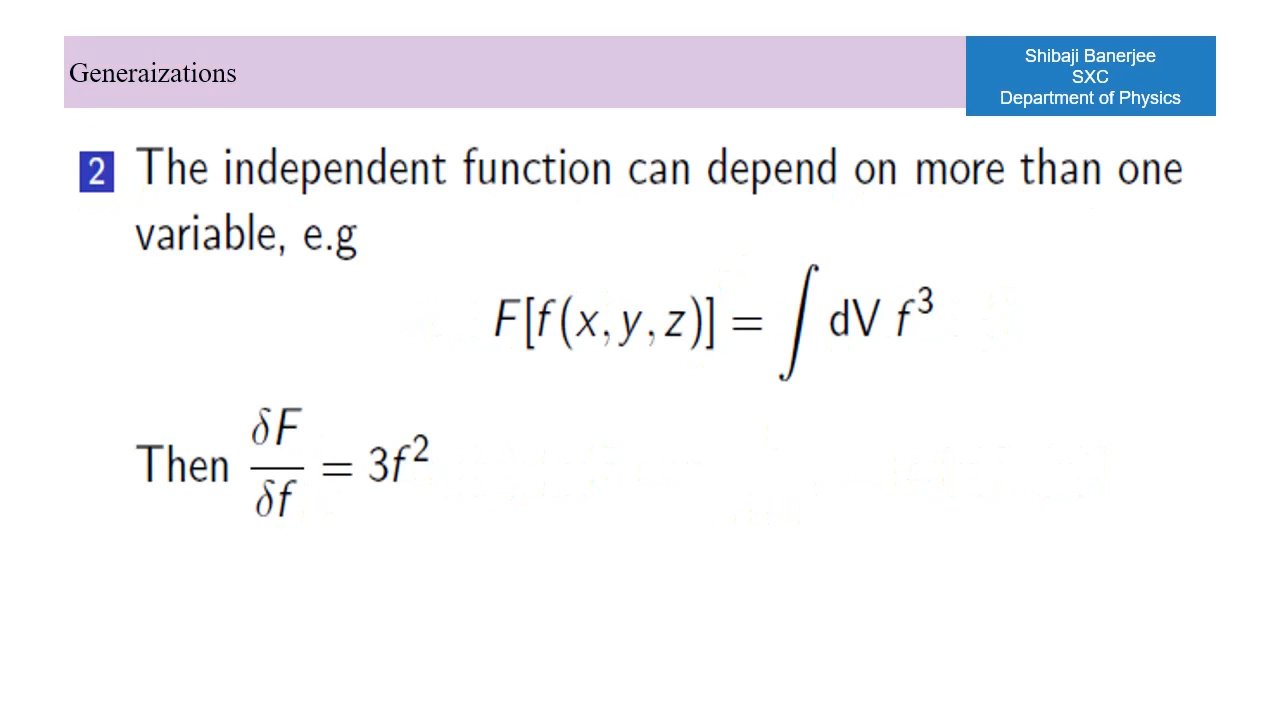 Generaizations
Shibaji Banerjee
SXC
Department of Physics
2 The independent function can depend on more than one
variable, e.g
F[f(x, y, z)] = ∫ dV f³
Then δF/δf = 3f²